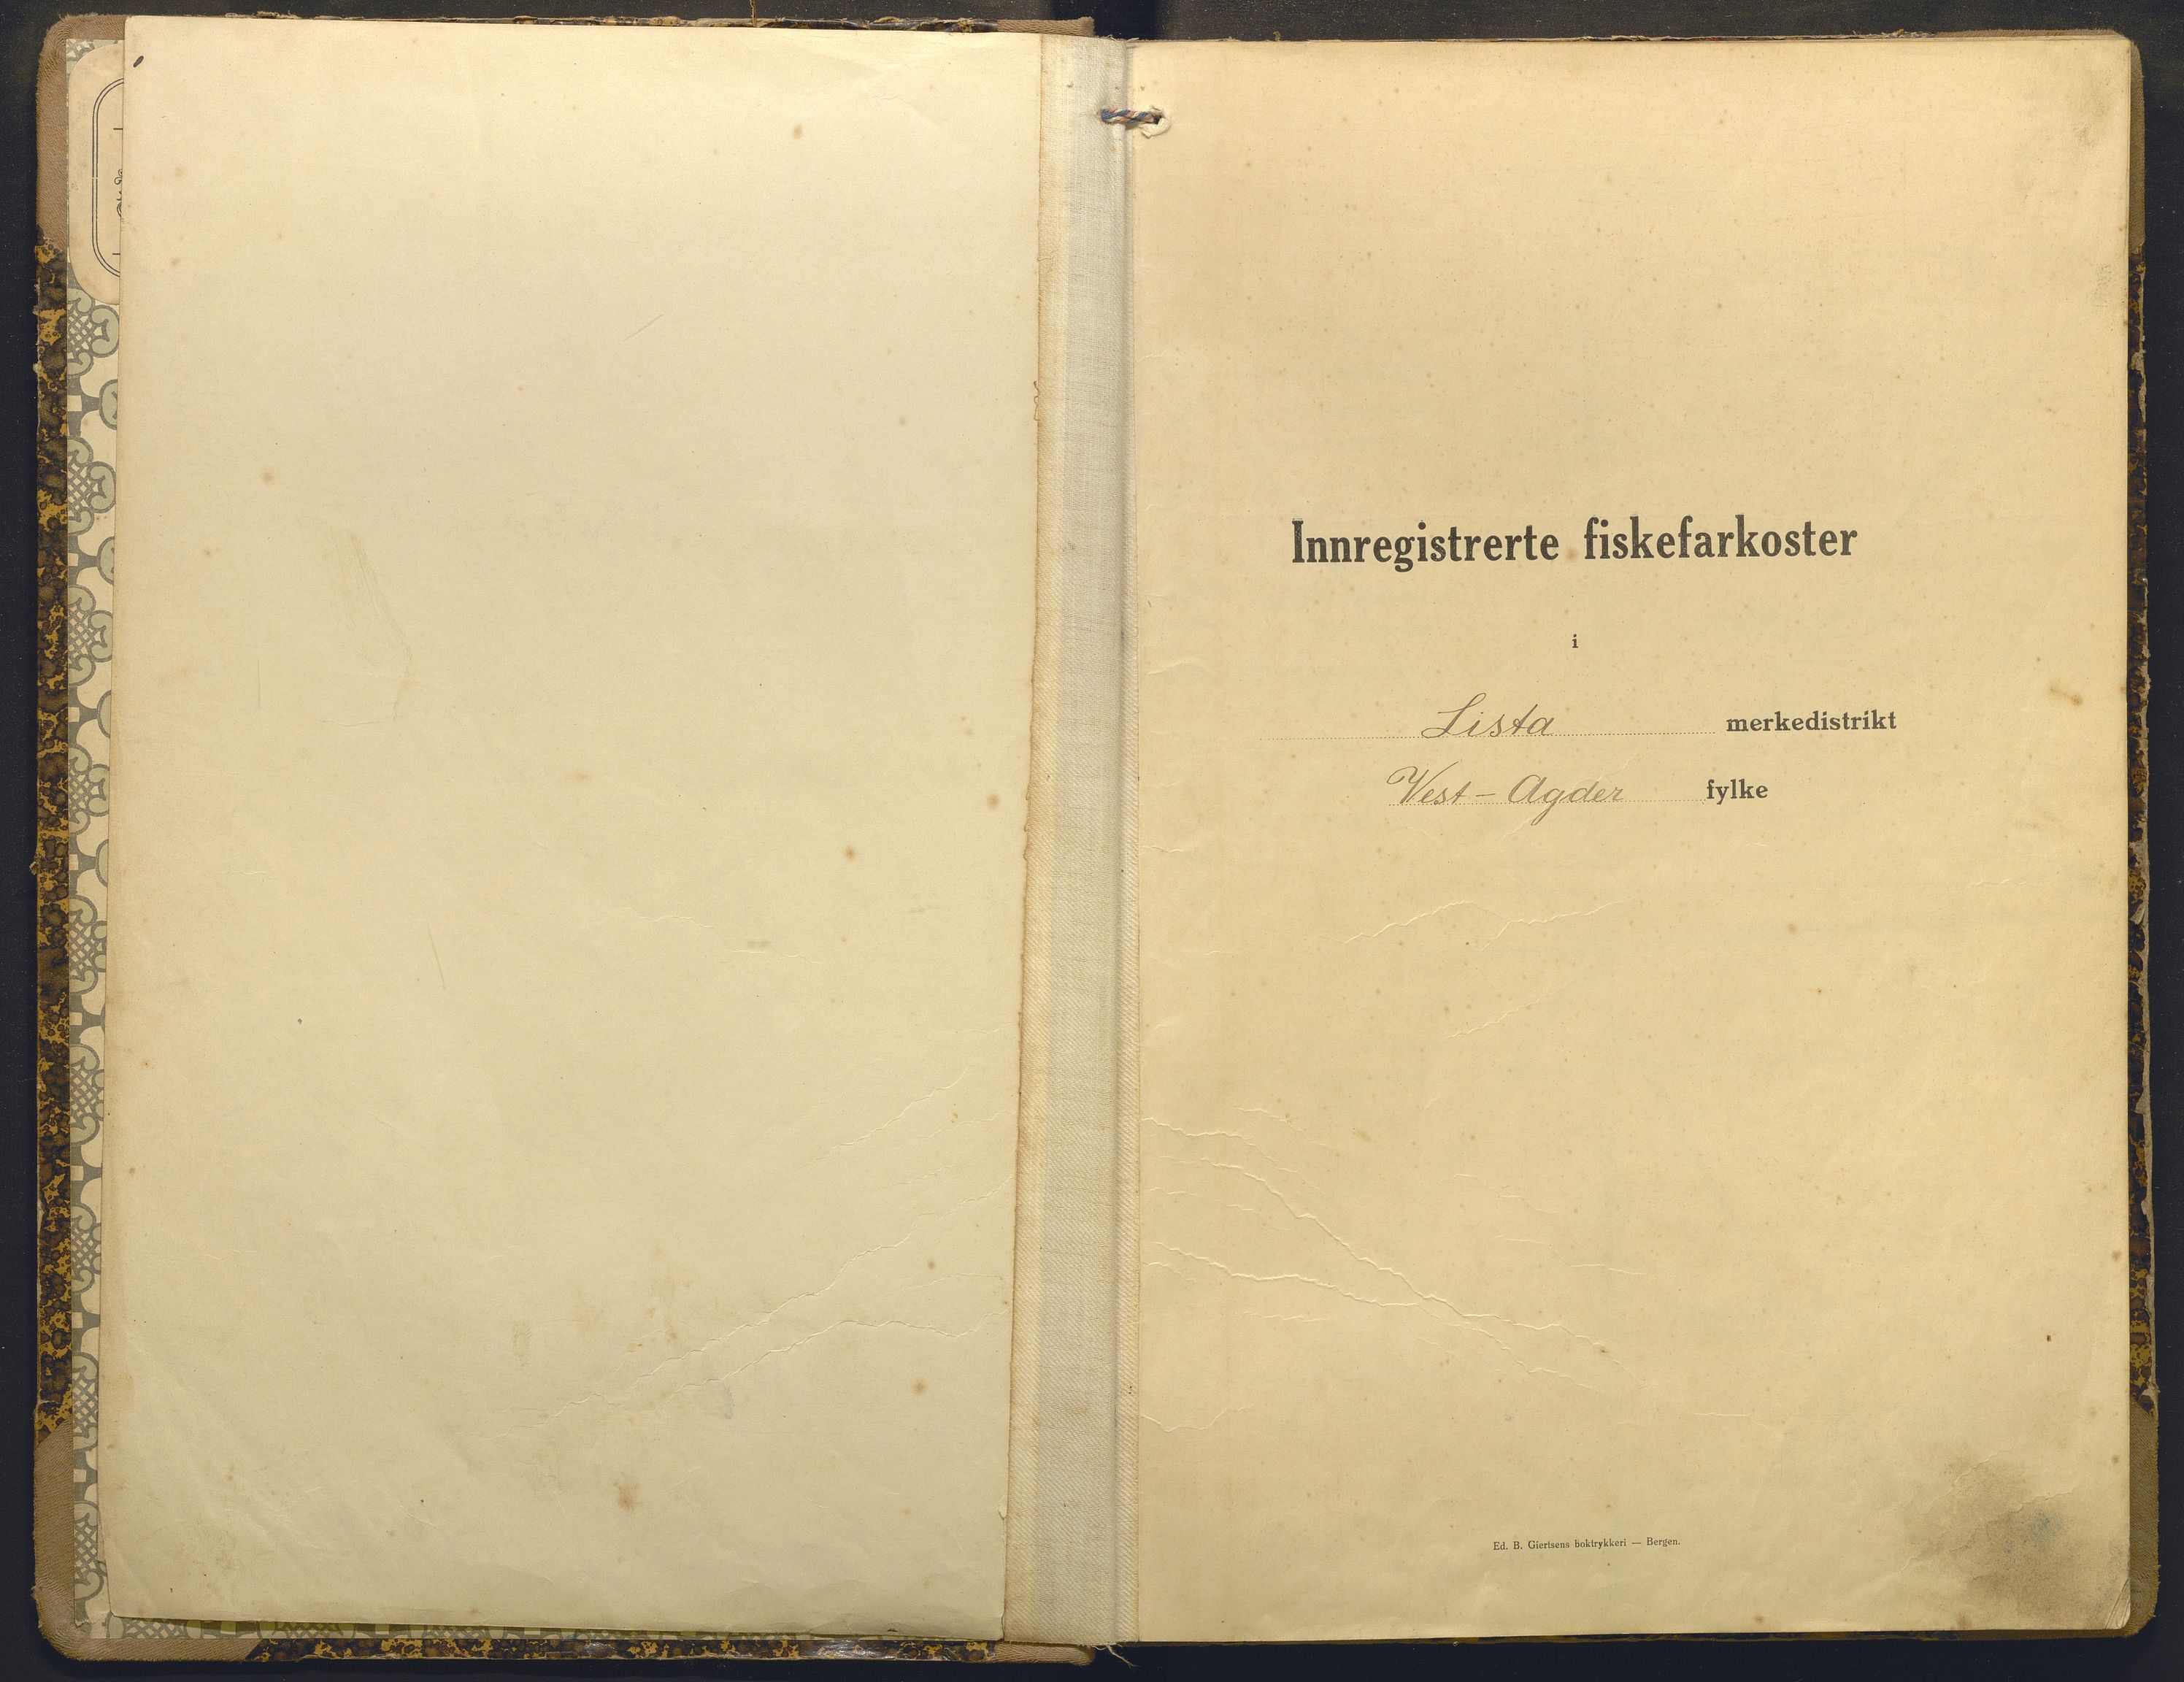 Innregistrerte fiskefarkoster
i
Lista merkedistrikt
Vest-Agder fylke
Ed. B. Giertsens boktrykkeri — Bergen.